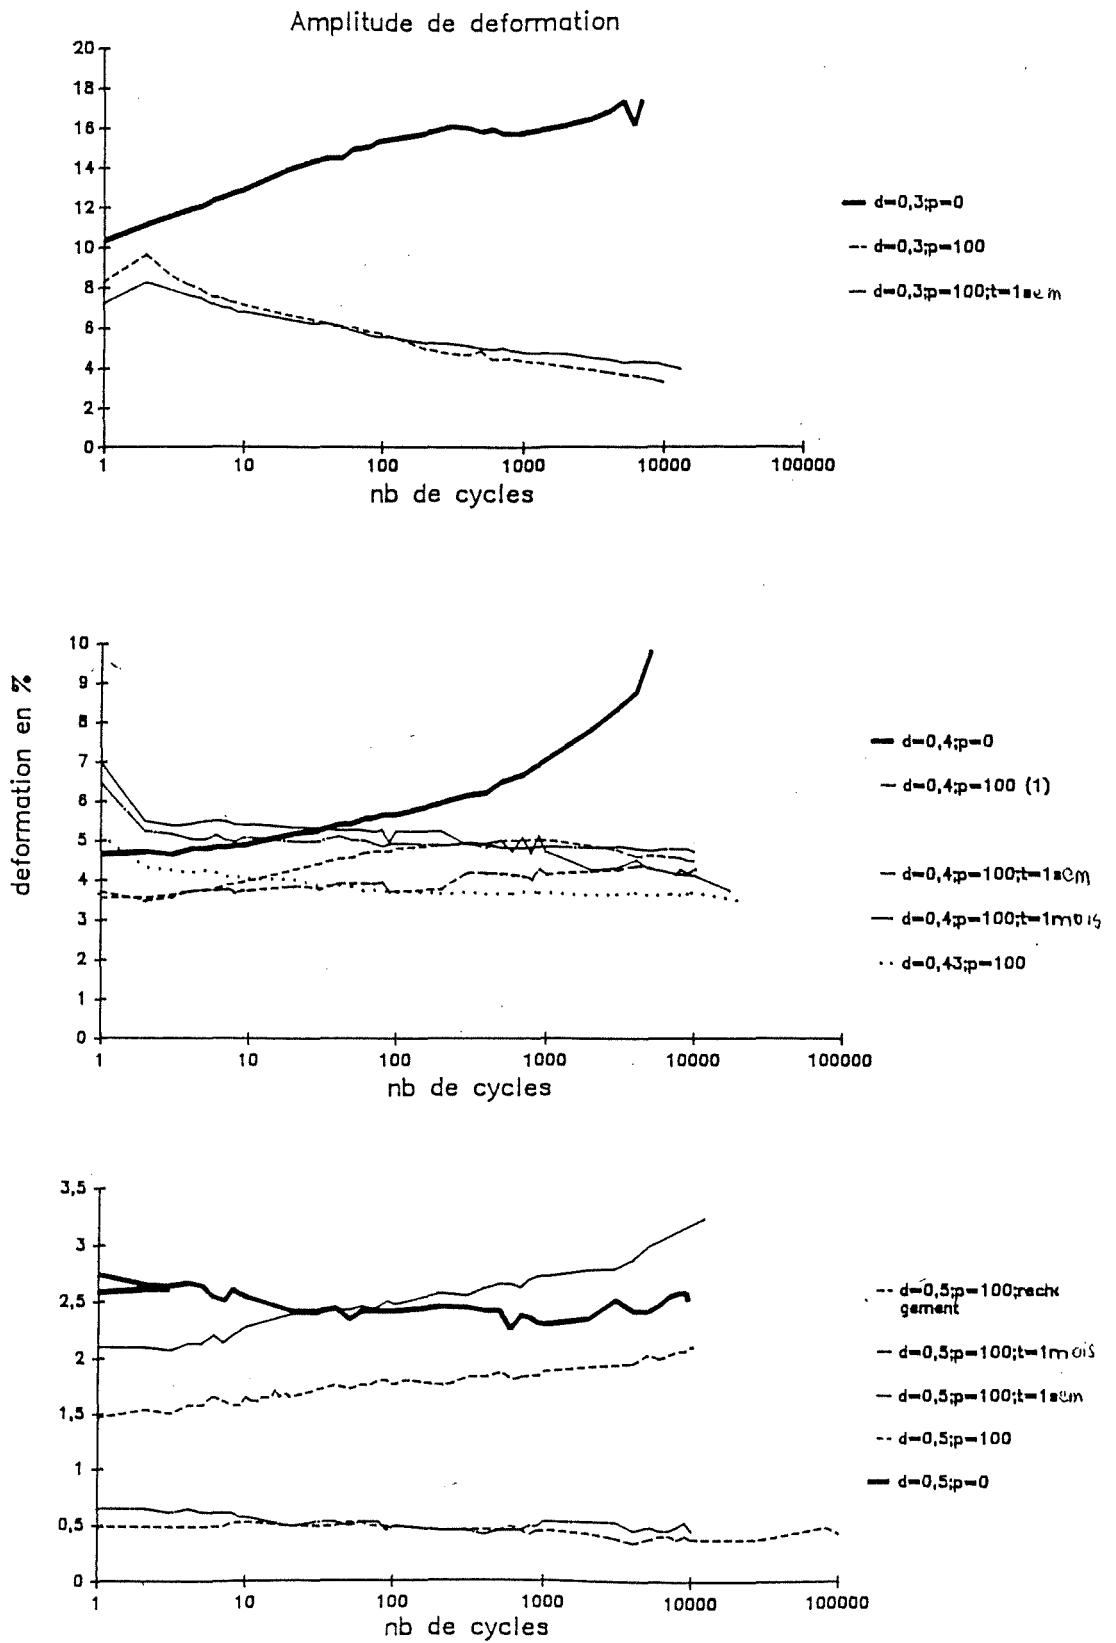 Amplitude de deformation
20
18
16
14
12
10
8
6
4
2
0
1 10 100 1000 10000 100000
nb de cycles
d=0,3;p=0
d=0,3;p=100
d=0,3;p=100;t=1sem
deformation en %
10
9
8
7
6
5
4
3
2
1
0
1 10 100 1000 10000 100000
nb de cycles
d=0,4;p=0
d=0,4;p=100 (1)
d=0,4;p=100;t=1sem
d=0,4;p=100;t=1mois
d=0,43;p=100
3,5
3
2,5
2
1,5
1
0,5
0
1 10 100 1000 10000 100000
nb de cycles
d=0,5;p=100;rech
gement
d=0,5;p=100;t=1mois
d=0,5;p=100;t=1sem
d=0,5;p=100
d=0,5;p=0